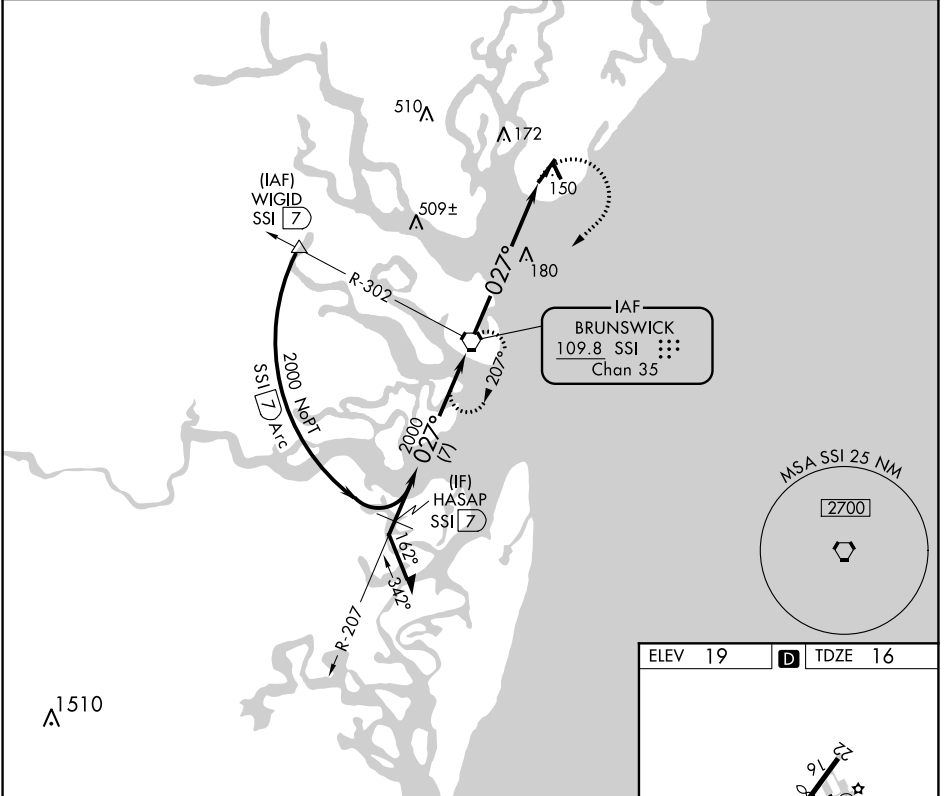 510
172
(IAF)
WIGID
SSI 7
150
509±
180
R-302
027°
IAF
BRUNSWICK
109.8 SSI
Chan 35
207°
2000 NoPT
SSI 7 Arc
2000
027°
(7)
(IF)
HASAP
SSI 7
MSA SSI 25 NM
2700
162°
342°
R-207
1510
ELEV 19 D TDZE 16
16
22